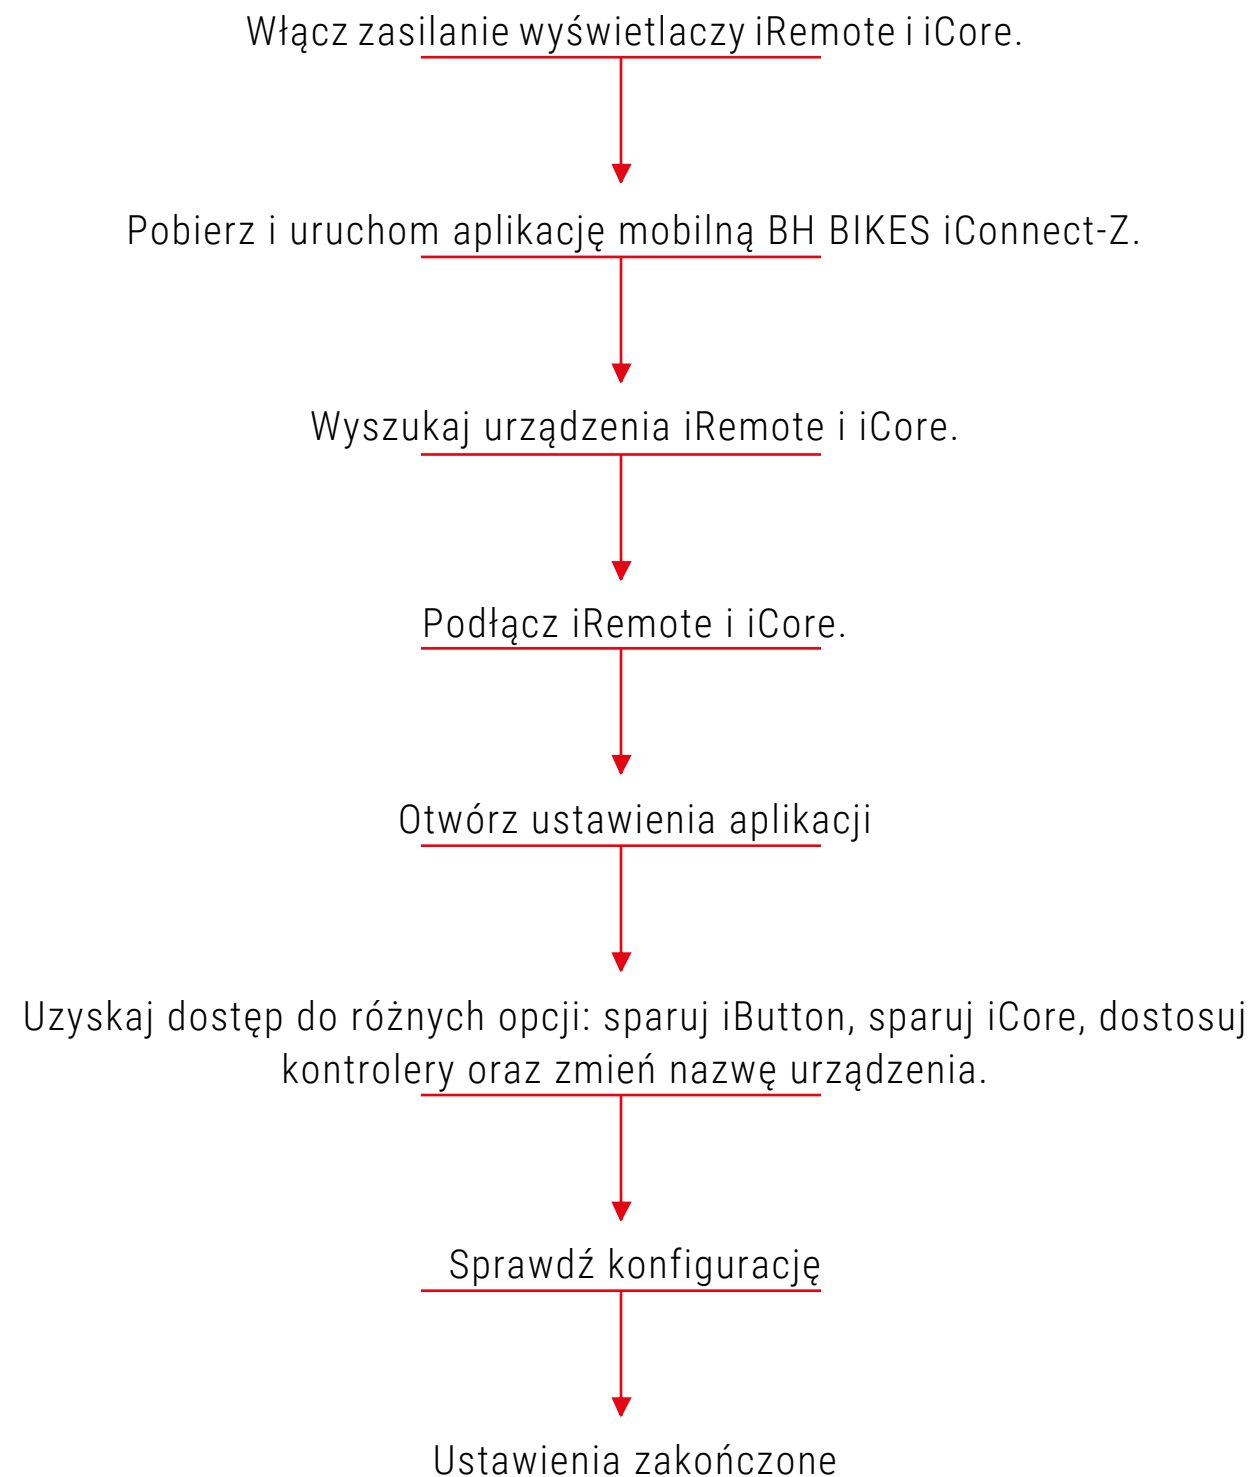 Włącz zasilanie wyświetlaczy iRemote i iCore.
Pobierz i uruchom aplikację mobilną BH BIKES iConnect-Z.
Wyszukaj urządzenia iRemote i iCore.
Podłącz iRemote i iCore.
Otwórz ustawienia aplikacji
Uzyskaj dostęp do różnych opcji: sparuj iButton, sparuj iCore, dostosuj
kontrolery oraz zmień nazwę urządzenia.
Sprawdź konfigurację
Ustawienia zakończone